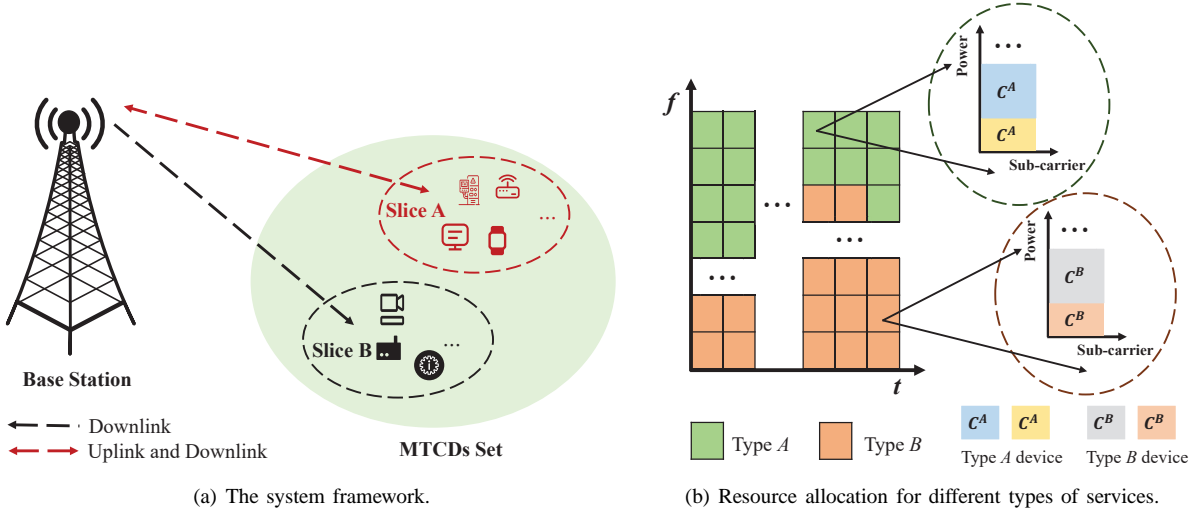 Slice A
...
Slice B
...
Base Station
MTCDs Set
Downlink
Uplink and Downlink
(a) The system framework.
f
...
...
...
t
Power
...
C^A
C^A
Sub-carrier
Power
...
C^B
C^B
Sub-carrier
Type A
Type B
C^A C^A
Type A device
C^B C^B
Type B device
(b) Resource allocation for different types of services.